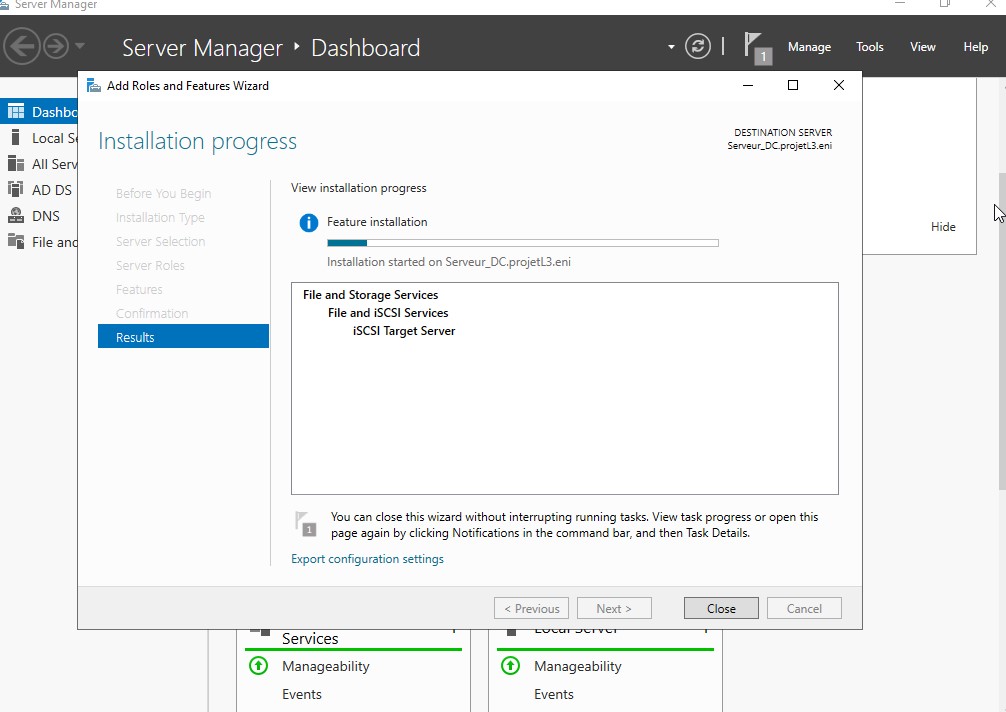 Server Manager
Server Manager ‣ Dashboard
1
Manage
Tools
View
Help
Add Roles and Features Wizard
Installation progress
DESTINATION SERVER
Serveur_DC.projetL3.eni
Dashbo
Local Se
All Serv
AD DS
DNS
File and
Before You Begin
Installation Type
Server Selection
Server Roles
Features
Confirmation
Results
View installation progress
Feature installation
Installation started on Serveur_DC.projetL3.eni
File and Storage Services
File and iSCSI Services
iSCSI Target Server
Hide
1
You can close this wizard without interrupting running tasks. View task progress or open this
page again by clicking Notifications in the command bar, and then Task Details.
Export configuration settings
< Previous
Next >
Close
Cancel
Services
Manageability
Events
Local Server
Manageability
Events